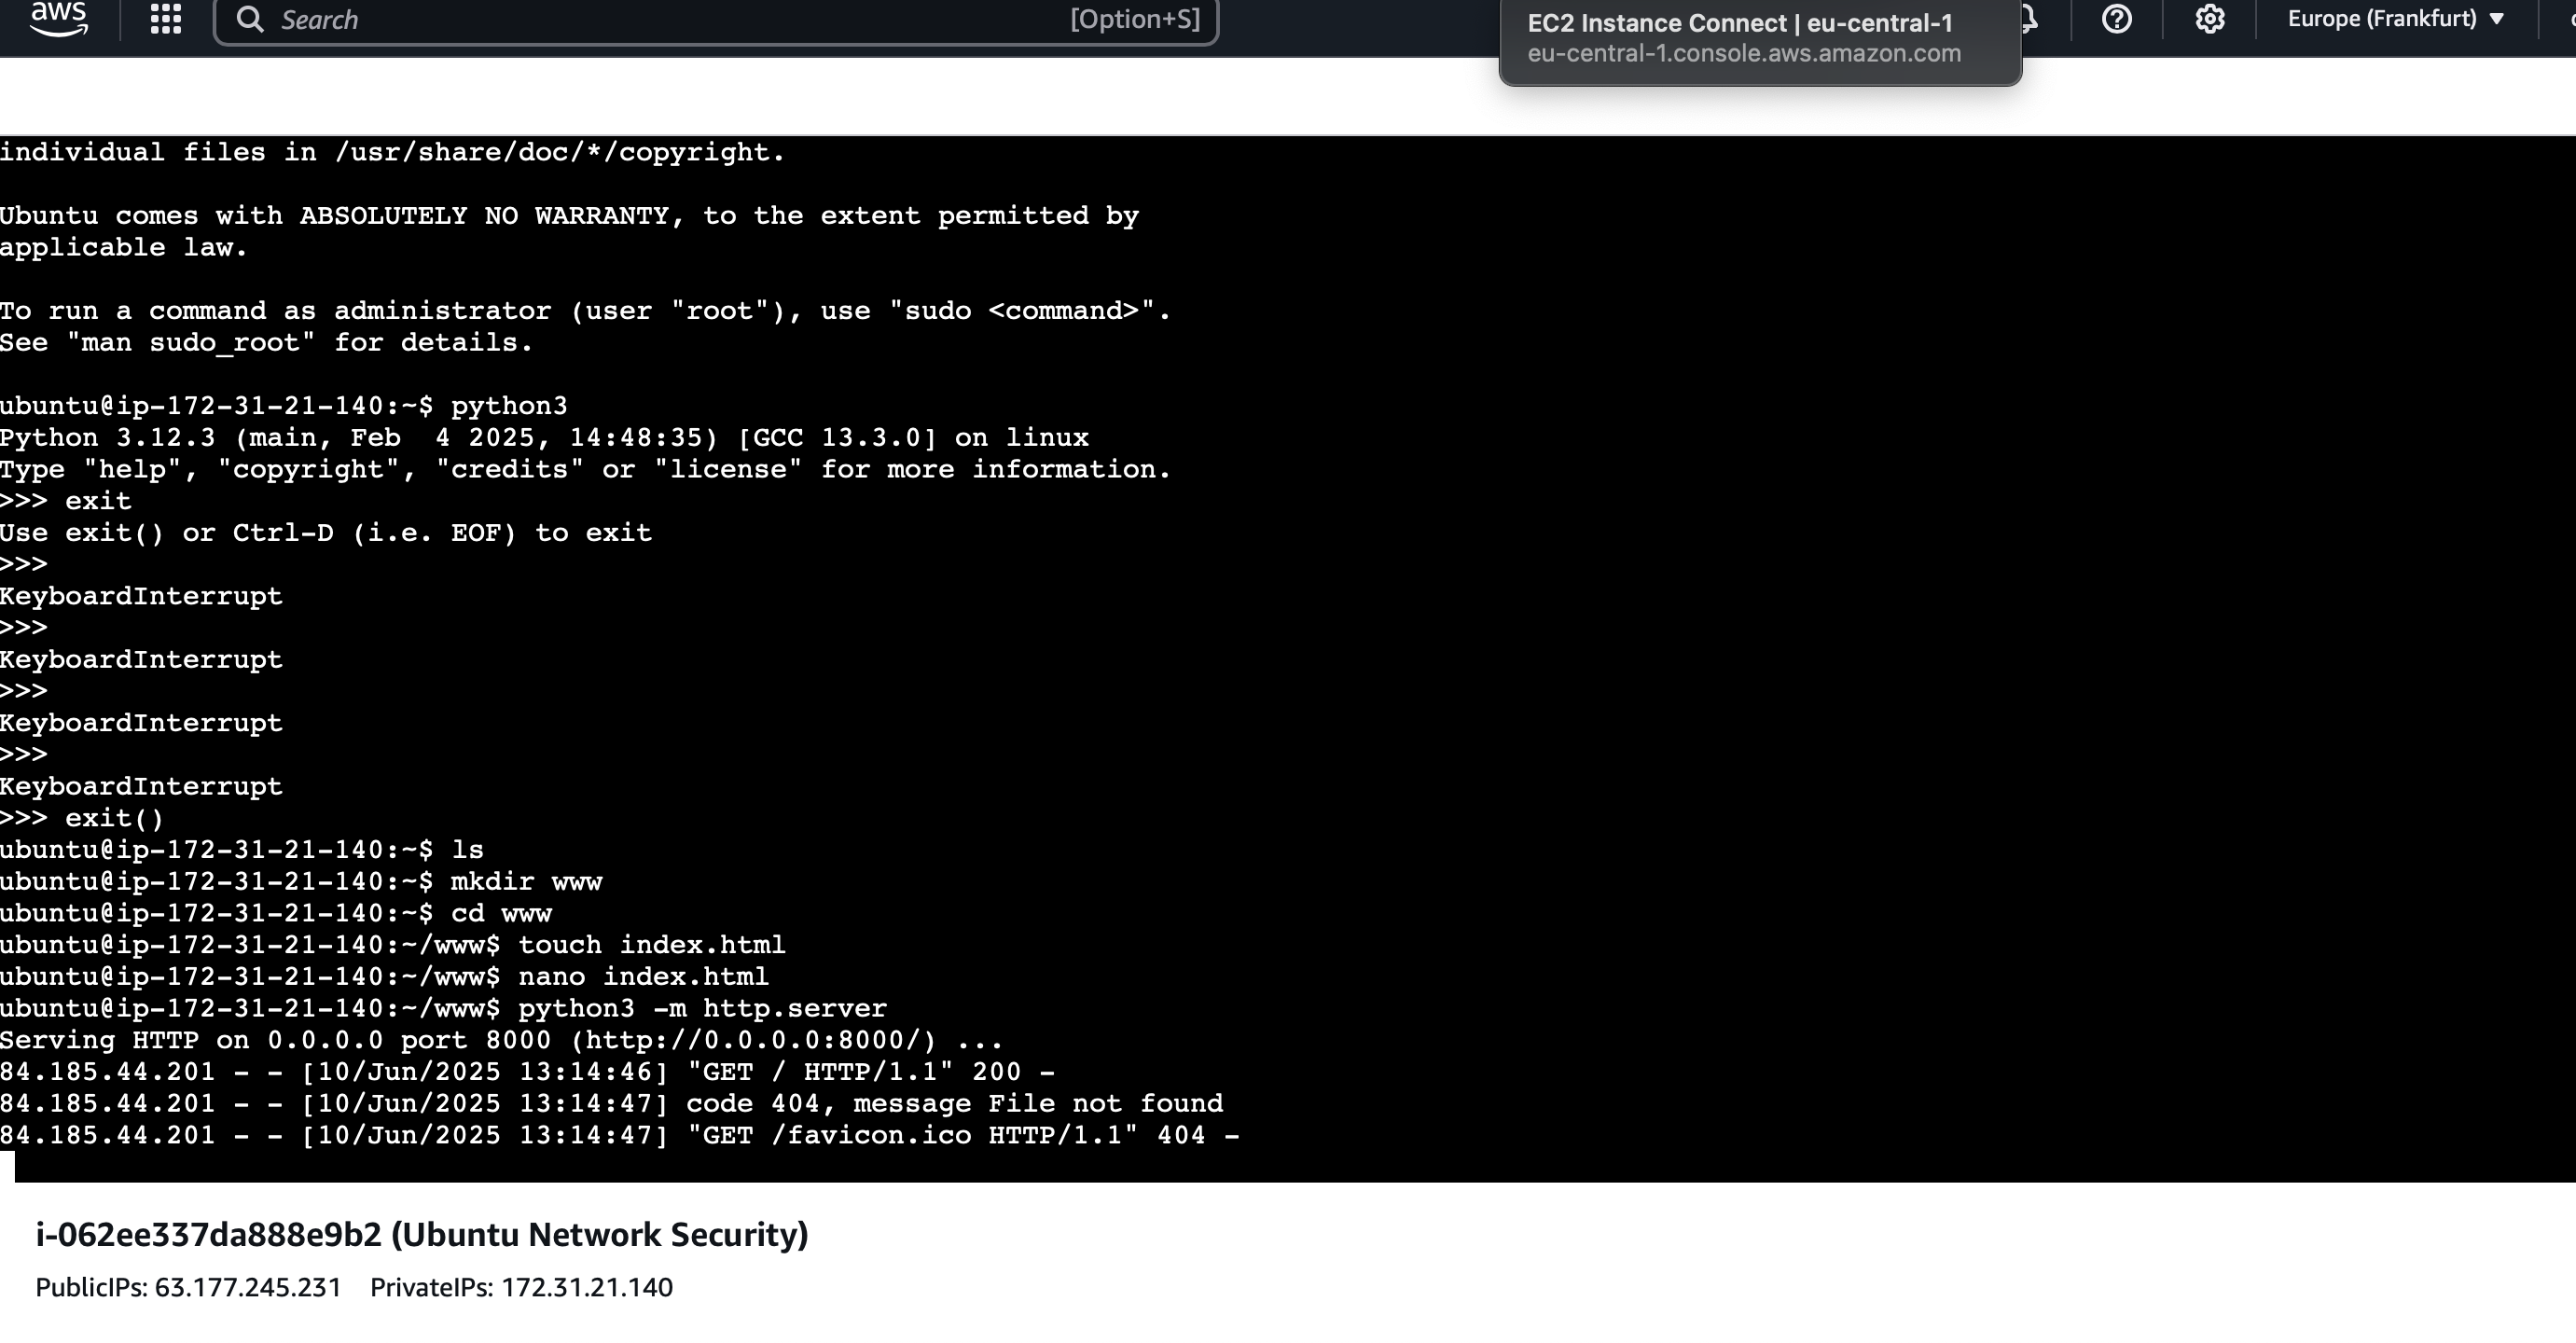 aws
Search [Option+S]
EC2 Instance Connect | eu-central-1
eu-central-1.console.aws.amazon.com
Europe (Frankfurt)
individual files in /usr/share/doc/*/copyright.
Ubuntu comes with ABSOLUTELY NO WARRANTY, to the extent permitted by
applicable law.
To run a command as administrator (user "root"), use "sudo <command>".
See "man sudo_root" for details.
ubuntu@ip-172-31-21-140:~$ python3
Python 3.12.3 (main, Feb  4 2025, 14:48:35) [GCC 13.3.0] on linux
Type "help", "copyright", "credits" or "license" for more information.
>>> exit
Use exit() or Ctrl-D (i.e. EOF) to exit
>>>
KeyboardInterrupt
>>>
KeyboardInterrupt
>>>
KeyboardInterrupt
>>>
KeyboardInterrupt
>>> exit()
ubuntu@ip-172-31-21-140:~$ ls
ubuntu@ip-172-31-21-140:~$ mkdir www
ubuntu@ip-172-31-21-140:~$ cd www
ubuntu@ip-172-31-21-140:~/www$ touch index.html
ubuntu@ip-172-31-21-140:~/www$ nano index.html
ubuntu@ip-172-31-21-140:~/www$ python3 -m http.server
Serving HTTP on 0.0.0.0 port 8000 (http://0.0.0.0:8000/) ...
84.185.44.201 - - [10/Jun/2025 13:14:46] "GET / HTTP/1.1" 200 -
84.185.44.201 - - [10/Jun/2025 13:14:47] code 404, message File not found
84.185.44.201 - - [10/Jun/2025 13:14:47] "GET /favicon.ico HTTP/1.1" 404 -
i-062ee337da888e9b2 (Ubuntu Network Security)
PublicIPs: 63.177.245.231 PrivateIPs: 172.31.21.140